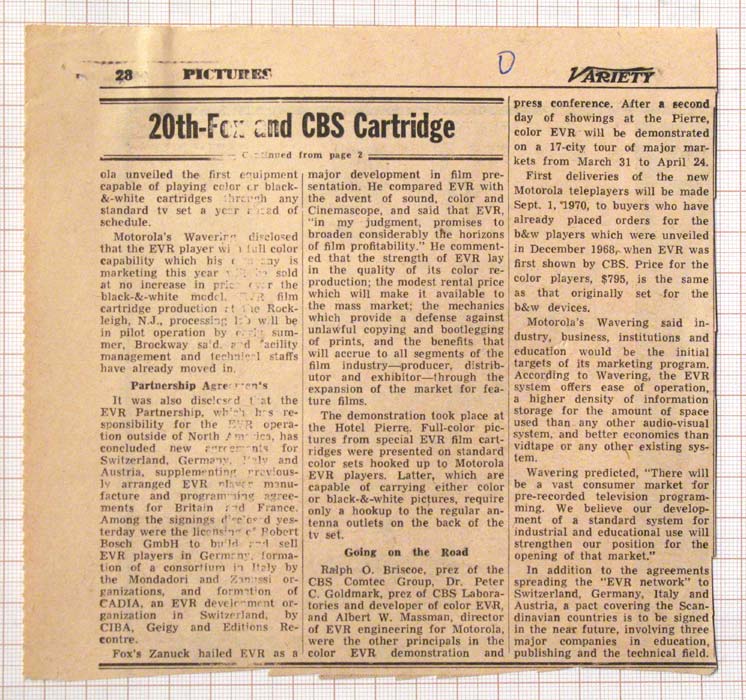 28
PICTURES
VARIETY
20th-Fox and CBS Cartridge
Continued from page 2
ola unveiled the first equipment
capable of playing color or black-
&-white cartridges through any
standard tv set a year ahead of
schedule.
Motorola's Wavering disclosed
that the EVR player with full color
capability which his company is
marketing this year will be sold
at no increase in price over the
black-&-white model. EVR film
cartridge production at the Rock-
leigh, N.J., processing lab will be
in pilot operation by early sum-
mer, Brockway said, and facility
management and technical staffs
have already moved in.
Partnership Agreements
It was also disclosed that the
EVR Partnership, which has re-
sponsibility for the EVR opera-
tion outside of North America, has
concluded new agreements for
Switzerland, Germany, Italy and
Austria, supplementing previous-
ly arranged EVR player manu-
facture and programming agree-
ments for Britain and France.
Among the signings disclosed yes-
terday were the licensing of Robert
Bosch GmbH to build and sell
EVR players in Germany, forma-
tion of a consortium in Italy by
the Mondadori and Zanussi or-
ganizations, and formation of
CADIA, an EVR development or-
ganization in Switzerland, by
CIBA, Geigy and Editions Re-
contre.
Fox's Zanuck hailed EVR as a
major development in film pre-
sentation. He compared EVR with
the advent of sound, color and
Cinemascope, and said that EVR,
"in my judgment, promises to
broaden considerably the horizons
of film profitability." He comment-
ed that the strength of EVR lay
in the quality of its color re-
production; the modest rental price
which will make it available to
the mass market; the mechanics
which provide a defense against
unlawful copying and bootlegging
of prints, and the benefits that
will accrue to all segments of the
film industry—producer, distrib-
utor and exhibitor—through the
expansion of the market for fea-
ture films.
The demonstration took place at
the Hotel Pierre. Full-color pic-
tures from special EVR film cart-
ridges were presented on standard
color sets hooked up to Motorola
EVR players. Latter, which are
capable of carrying either color
or black-&-white pictures, require
only a hookup to the regular an-
tenna outlets on the back of the
tv set.
Going on the Road
Ralph O. Briscoe, prez of the
CBS Comtec Group, Dr. Peter
C. Goldmark, prez of CBS Labora-
tories and developer of color EVR,
and Albert W. Massman, director
of EVR engineering for Motorola,
were the other principals in the
color EVR demonstration and
press conference. After a second
day of showings at the Pierre,
color EVR will be demonstrated
on a 17-city tour of major mar-
kets from March 31 to April 24.
First deliveries of the new
Motorola teleplayers will be made
Sept. 1, 1970, to buyers who have
already placed orders for the
b&w players which were unveiled
in December 1968, when EVR was
first shown by CBS. Price for the
color players, $795, is the same
as that originally set for the
b&w devices.
Motorola's Wavering said in-
dustry, business, institutions and
education would be the initial
targets of its marketing program.
According to Wavering, the EVR
system offers ease of operation,
a higher density of information
storage for the amount of space
used than any other audio-visual
system, and better economics than
vidtape or any other existing sys-
tem.
Wavering predicted, "There will
be a vast consumer market for
pre-recorded television program-
ming. We believe our develop-
ment of a standard system for
industrial and educational use will
strengthen our position for the
opening of that market."
In addition to the agreements
spreading the "EVR network" to
Switzerland, Germany, Italy and
Austria, a pact covering the Scan-
dinavian countries is to be signed
in the near future, involving three
major companies in education,
publishing and the technical field.